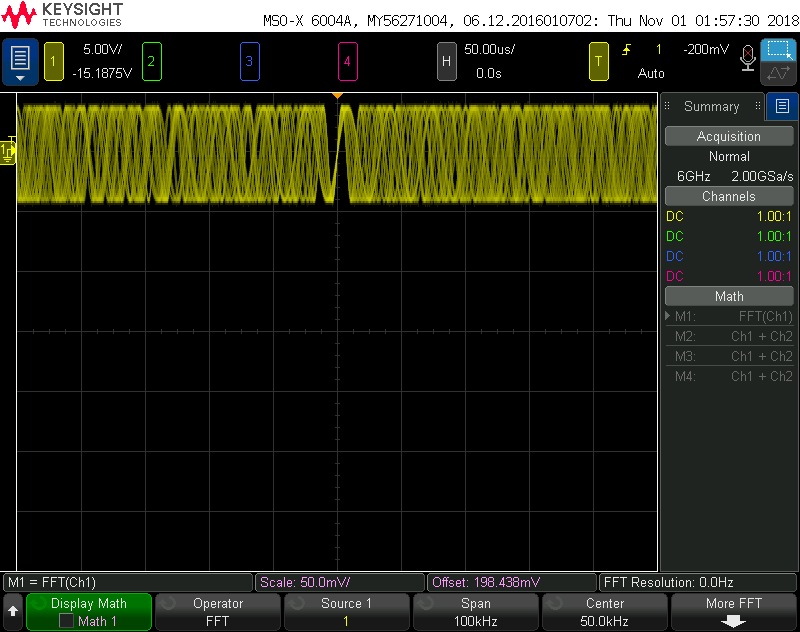 KEYSIGHT
TECHNOLOGIES
MSO-X 6004A, MY56271004, 06.12.2016010702: Thu Nov 01 01:57:30 2018
1 5.00V/ 2 3 4 H 50.00us/ T 1 -200mV
-15.1875V 0.0s Auto
Summary
Acquisition
Normal
6GHz 2.00GSa/s
Channels
DC 1.00:1
DC 1.00:1
DC 1.00:1
DC 1.00:1
Math
M1: FFT(Ch1)
M2: Ch1 + Ch2
M3: Ch1 + Ch2
M4: Ch1 + Ch2
T
1
M1 = FFT(Ch1) Scale: 50.0mV/ Offset: 198.438mV FFT Resolution: 0.0Hz
Display Math Operator Source 1 Span Center More FFT
Math 1 FFT 1 100kHz 50.0kHz